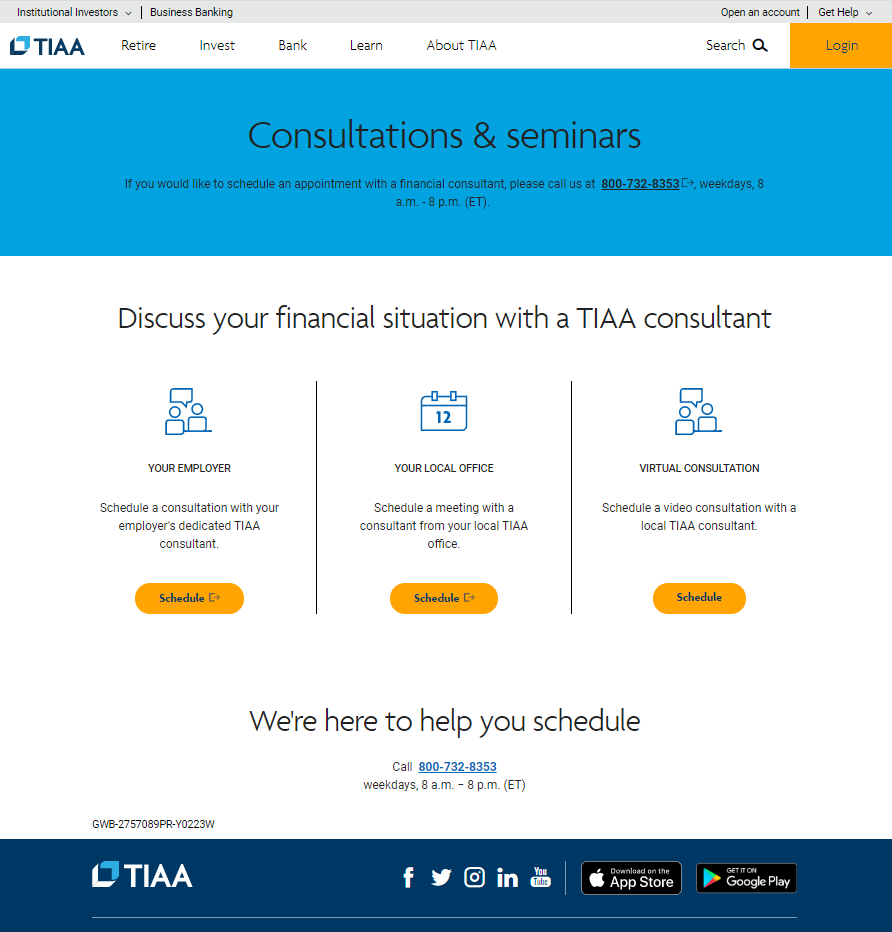 Institutional Investors | Business Banking Open an account | Get Help
TIAA Retire Invest Bank Learn About TIAA Search Login
Consultations & seminars
If you would like to schedule an appointment with a financial consultant, please call us at 800-732-8353, weekdays, 8
a.m. - 8 p.m. (ET).
Discuss your financial situation with a TIAA consultant
12
YOUR EMPLOYER
Schedule a consultation with your
employer's dedicated TIAA
consultant.
Schedule
YOUR LOCAL OFFICE
Schedule a meeting with a
consultant from your local TIAA
office.
Schedule
VIRTUAL CONSULTATION
Schedule a video consultation with a
local TIAA consultant.
Schedule
We're here to help you schedule
Call 800-732-8353
weekdays, 8 a.m. – 8 p.m. (ET)
GWB-2757089PR-Y0223W
TIAA
You
Tube
Download on the
App Store
GET IT ON
Google Play